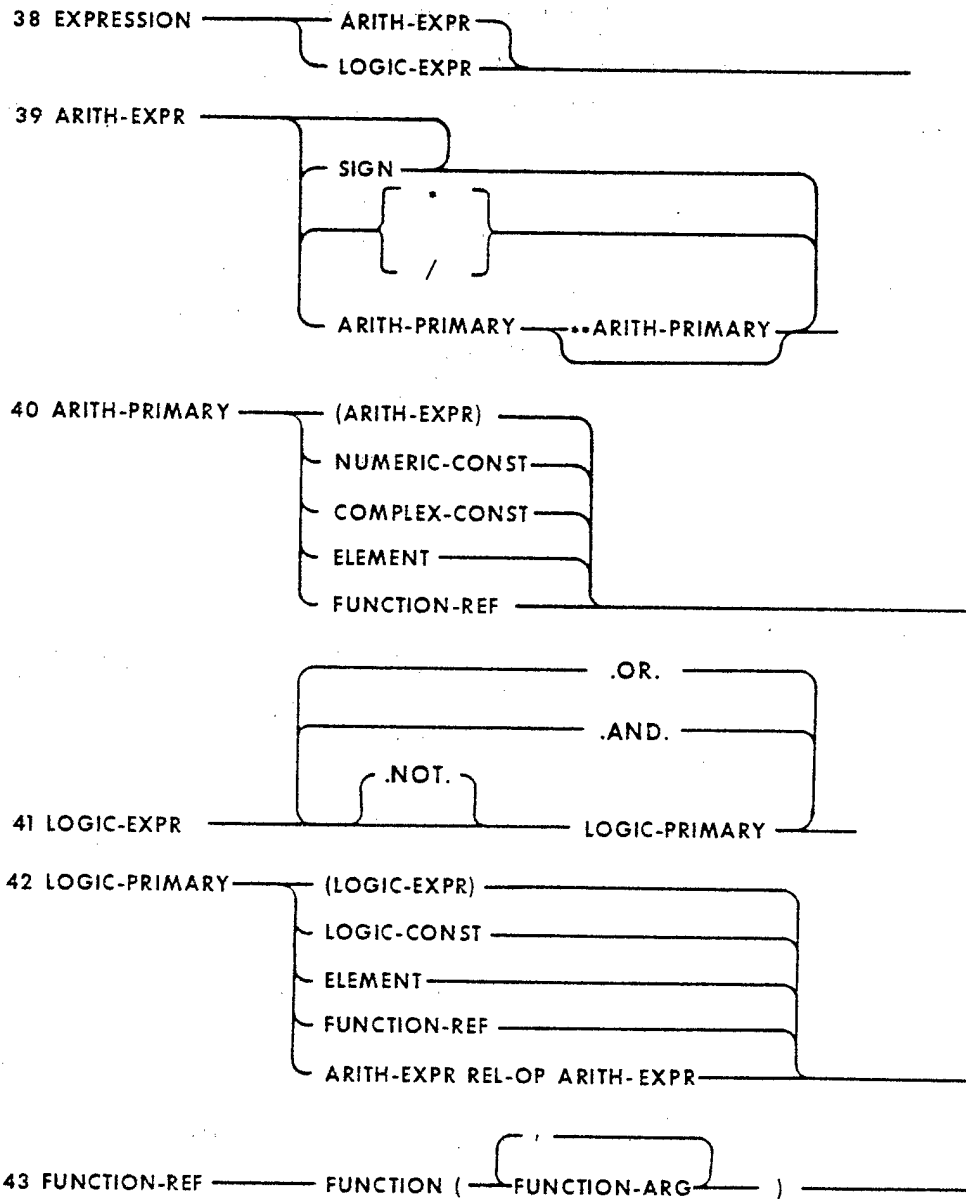 38 EXPRESSION ARITH-EXPR
LOGIC-EXPR
39 ARITH-EXPR
SIGN
*
/
ARITH-PRIMARY **ARITH-PRIMARY
40 ARITH-PRIMARY (ARITH-EXPR)
NUMERIC-CONST
COMPLEX-CONST
ELEMENT
FUNCTION-REF
.OR.
.AND.
.NOT.
41 LOGIC-EXPR LOGIC-PRIMARY
42 LOGIC-PRIMARY (LOGIC-EXPR)
LOGIC-CONST
ELEMENT
FUNCTION-REF
ARITH-EXPR REL-OP ARITH-EXPR
,
43 FUNCTION-REF FUNCTION ( FUNCTION-ARG )